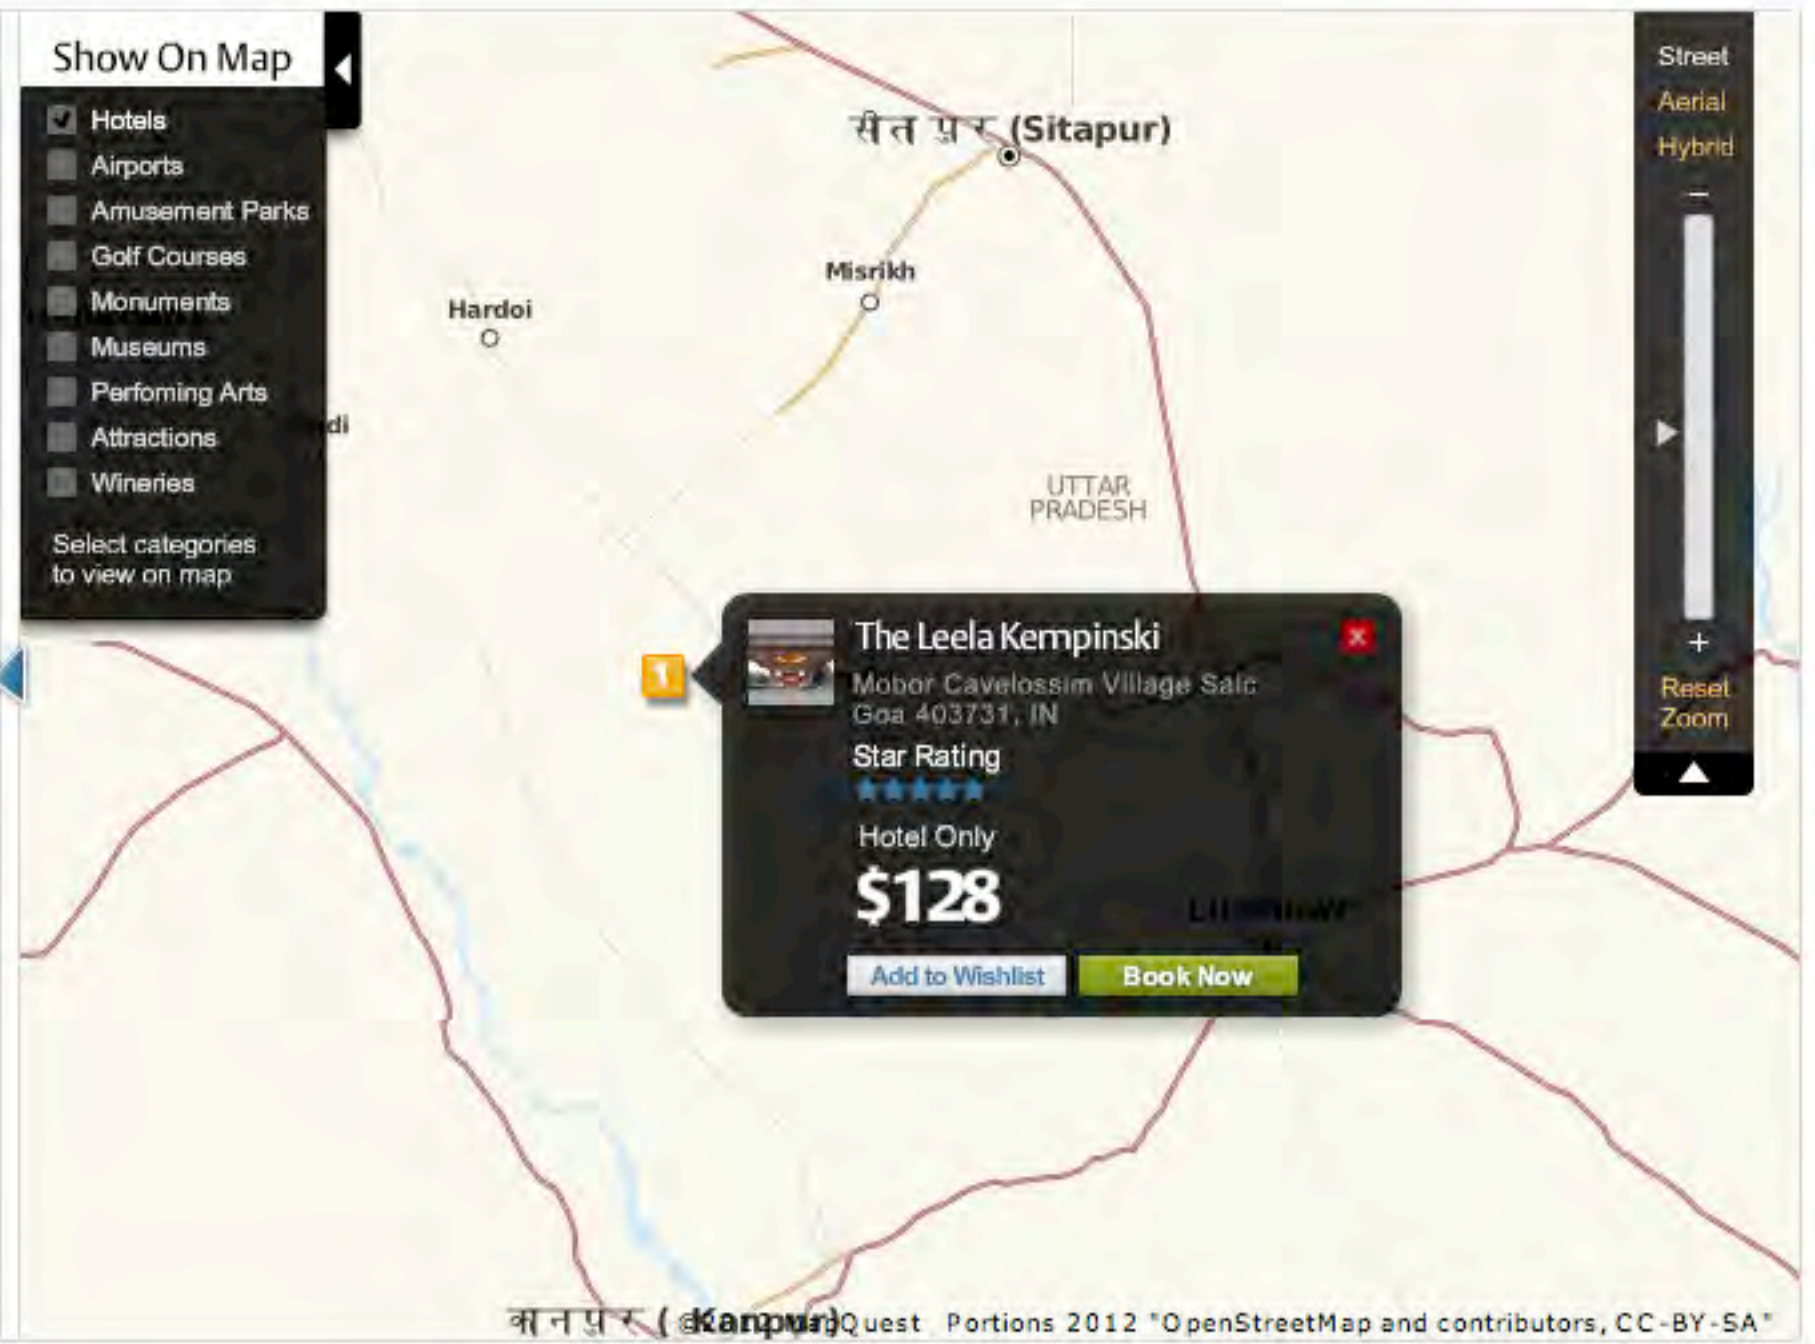 Show On Map
Hotels
Airports
Amusement Parks
Golf Courses
Monuments
Museums
Perfoming Arts
Attractions
Wineries
Select categories
to view on map
(Sitapur)
Misrikh
Hardoi
UTTAR
PRADESH
Street
Aerial
Hybrid
−
+
Reset
Zoom
1
The Leela Kempinski
Mobor Cavelossim Village Salc
Goa 403731, IN
Star Rating
Hotel Only
$128
Add to Wishlist
Book Now
Kanpur)
Quest Portions 2012 "OpenStreetMap and contributors, CC-BY-SA"